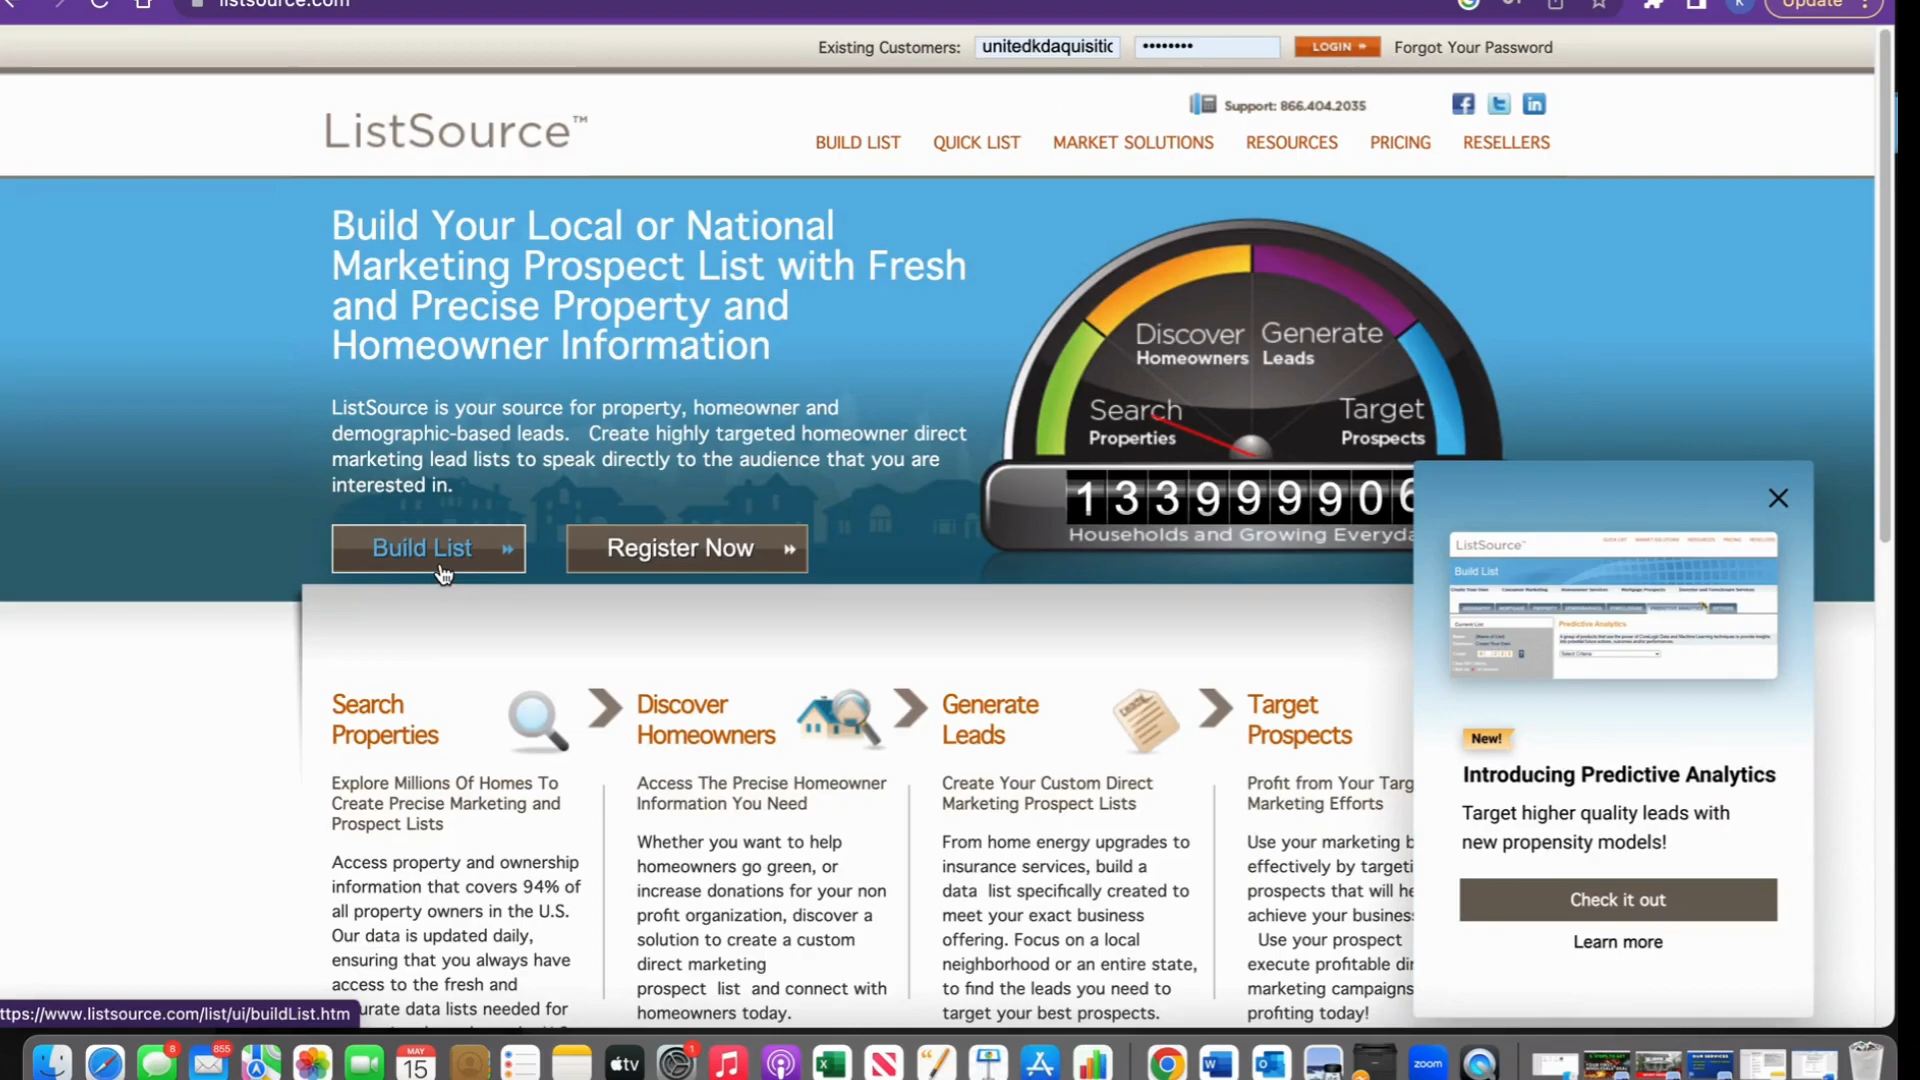 listsource.com
Update
Existing Customers: unitedkdaquisitic •••••••• LOGIN » Forgot Your Password
ListSource™
Support: 866.404.2035
BUILD LIST QUICK LIST MARKET SOLUTIONS RESOURCES PRICING RESELLERS
Build Your Local or National
Marketing Prospect List with Fresh
and Precise Property and
Homeowner Information
ListSource is your source for property, homeowner and
demographic-based leads. Create highly targeted homeowner direct
marketing lead lists to speak directly to the audience that you are
interested in.
Build List »
Register Now »
Discover
Homeowners
Generate
Leads
Search
Properties
Target
Prospects
133999906
Households and Growing Everyda
Search
Properties
Explore Millions Of Homes To
Create Precise Marketing and
Prospect Lists
Access property and ownership
information that covers 94% of
all property owners in the U.S.
Our data is updated daily,
ensuring that you always have
access to the fresh and
urate data lists needed for
Discover
Homeowners
Access The Precise Homeowner
Information You Need
Whether you want to help
homeowners go green, or
increase donations for your non
profit organization, discover a
solution to create a custom
direct marketing
prospect list and connect with
homeowners today.
Generate
Leads
Create Your Custom Direct
Marketing Prospect Lists
From home energy upgrades to
insurance services, build a
data list specifically created to
meet your exact business
offering. Focus on a local
neighborhood or an entire state,
to find the leads you need to
target your best prospects.
Target
Prospects
Profit from Your Targ
Marketing Efforts
Use your marketing b
effectively by targeti
prospects that will he
achieve your business
Use your prospect
execute profitable di
marketing campaigns
profiting today!
ListSource
Build List
Predictive Analytics
New!
Introducing Predictive Analytics
Target higher quality leads with
new propensity models!
Check it out
Learn more
ttps://www.listsource.com/list/ui/buildList.htm
8
855
MAY
15
tv
1
zoom